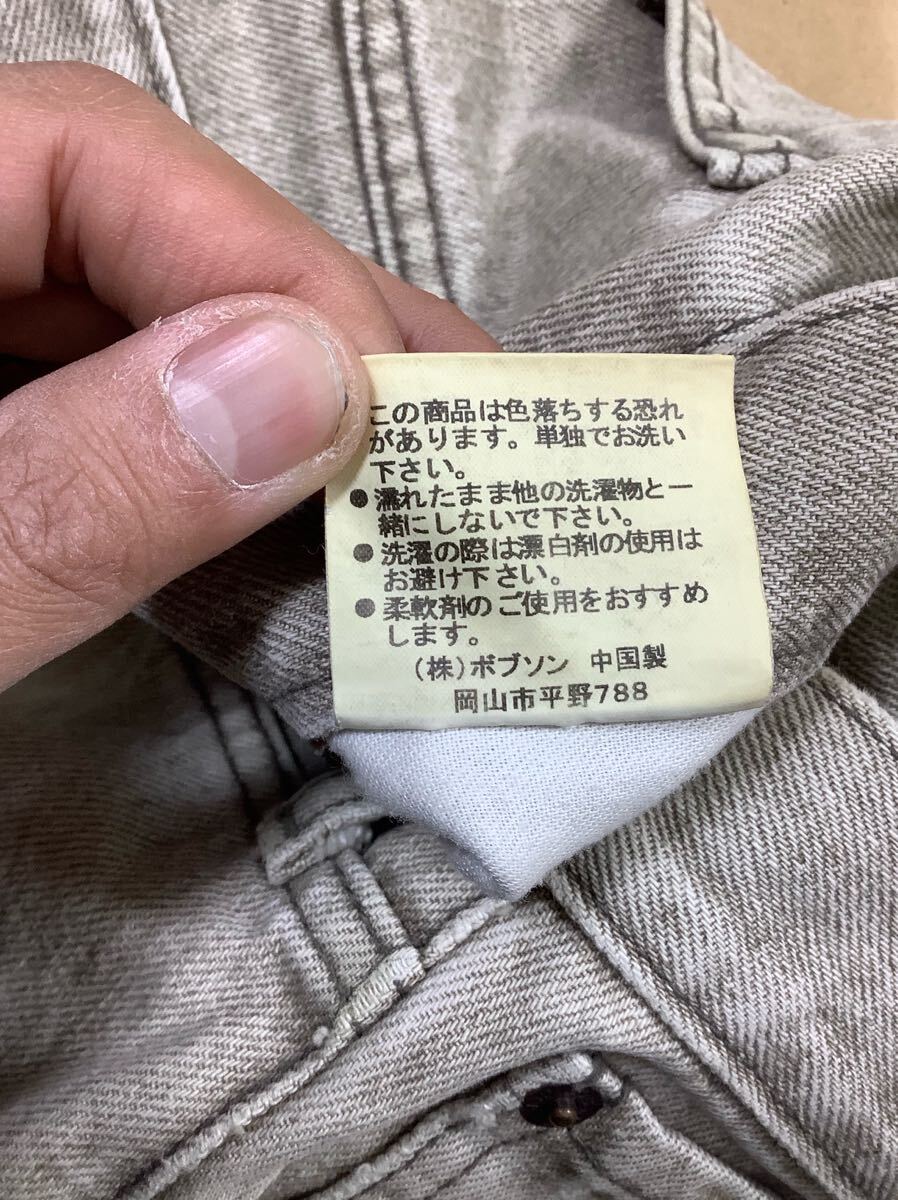 この商品は色落ちする恐れ
があります。単独でお洗い
下さい。
●濡れたまま他の洗濯物と一
緒にしないで下さい。
●洗濯の際は漂白剤の使用は
お避け下さい。
●柔軟剤のご使用をおすすめ
します。
(株)ボブソン 中国製
岡山市平野788